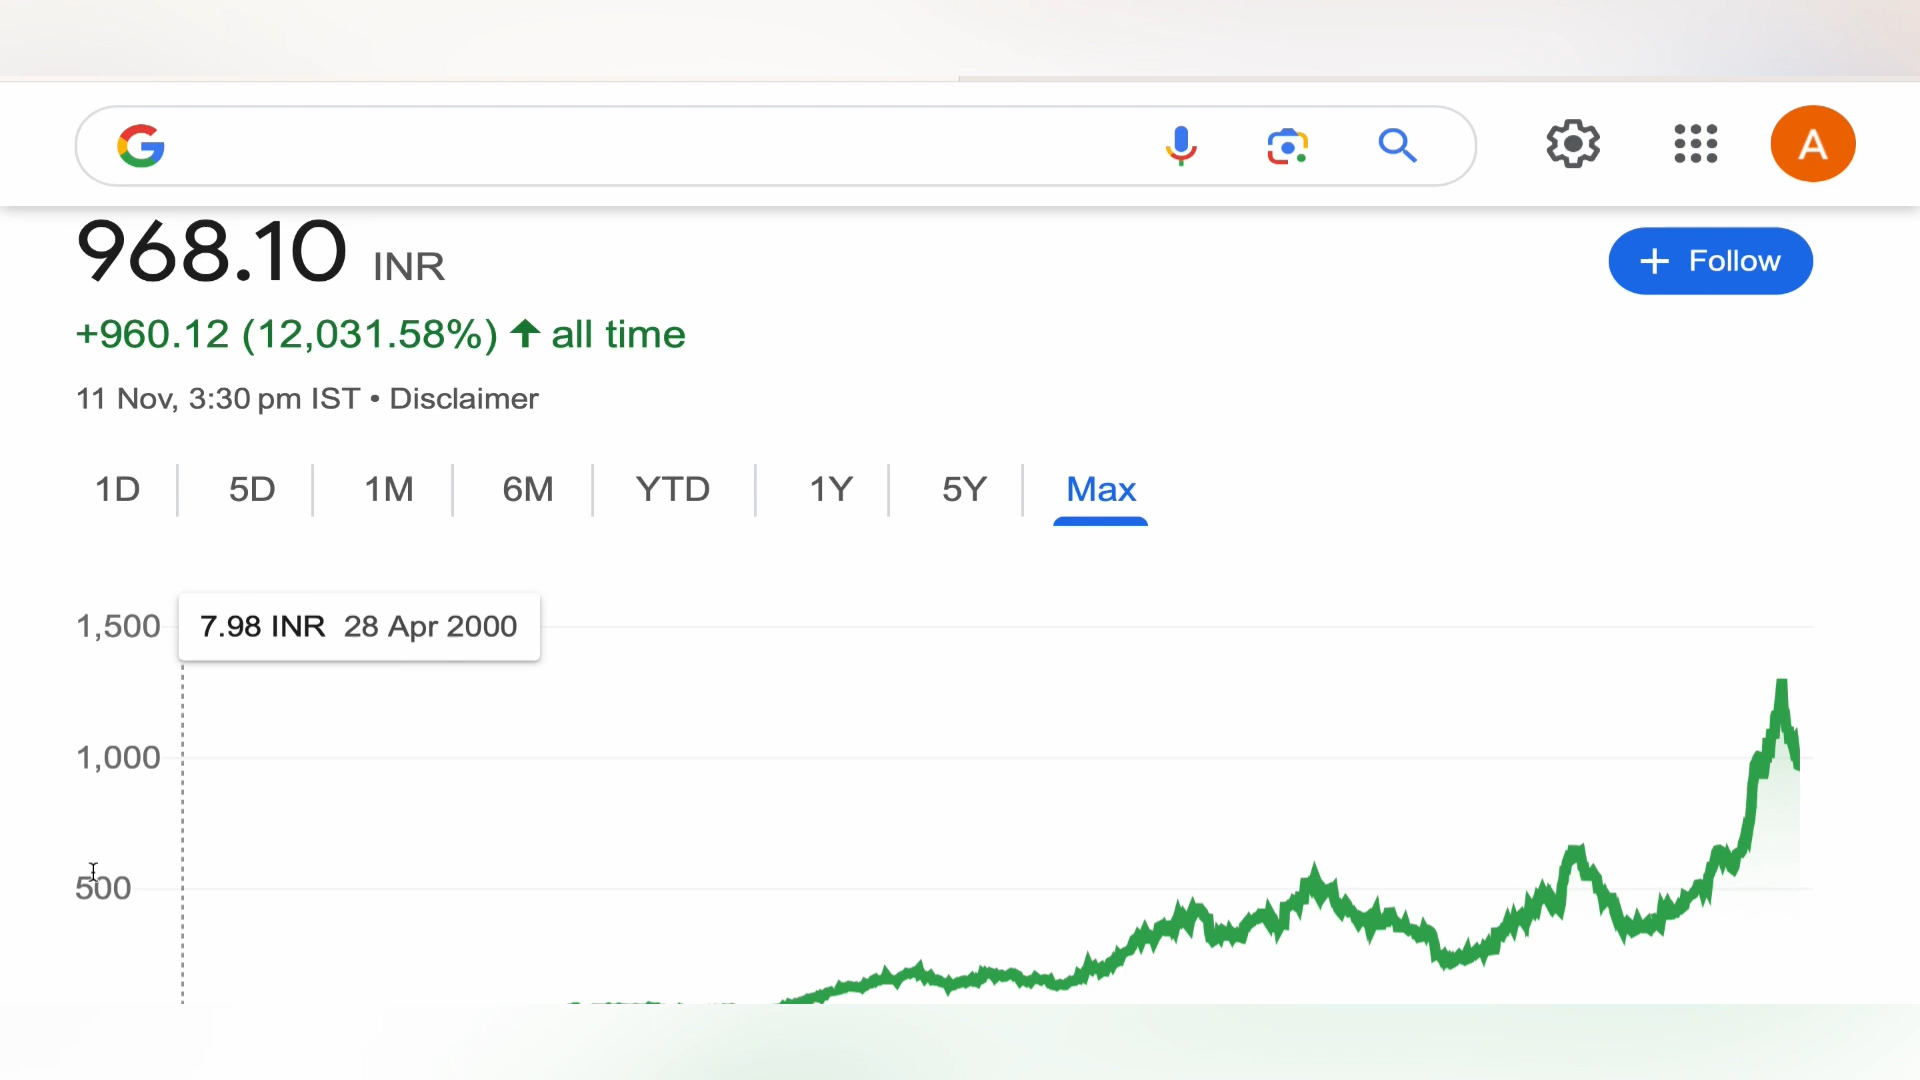 G
A
968.10 INR
+ Follow
+960.12 (12,031.58%) ↑ all time
11 Nov, 3:30 pm IST • Disclaimer
1D 5D 1M 6M YTD 1Y 5Y Max
1,500
7.98 INR 28 Apr 2000
1,000
500